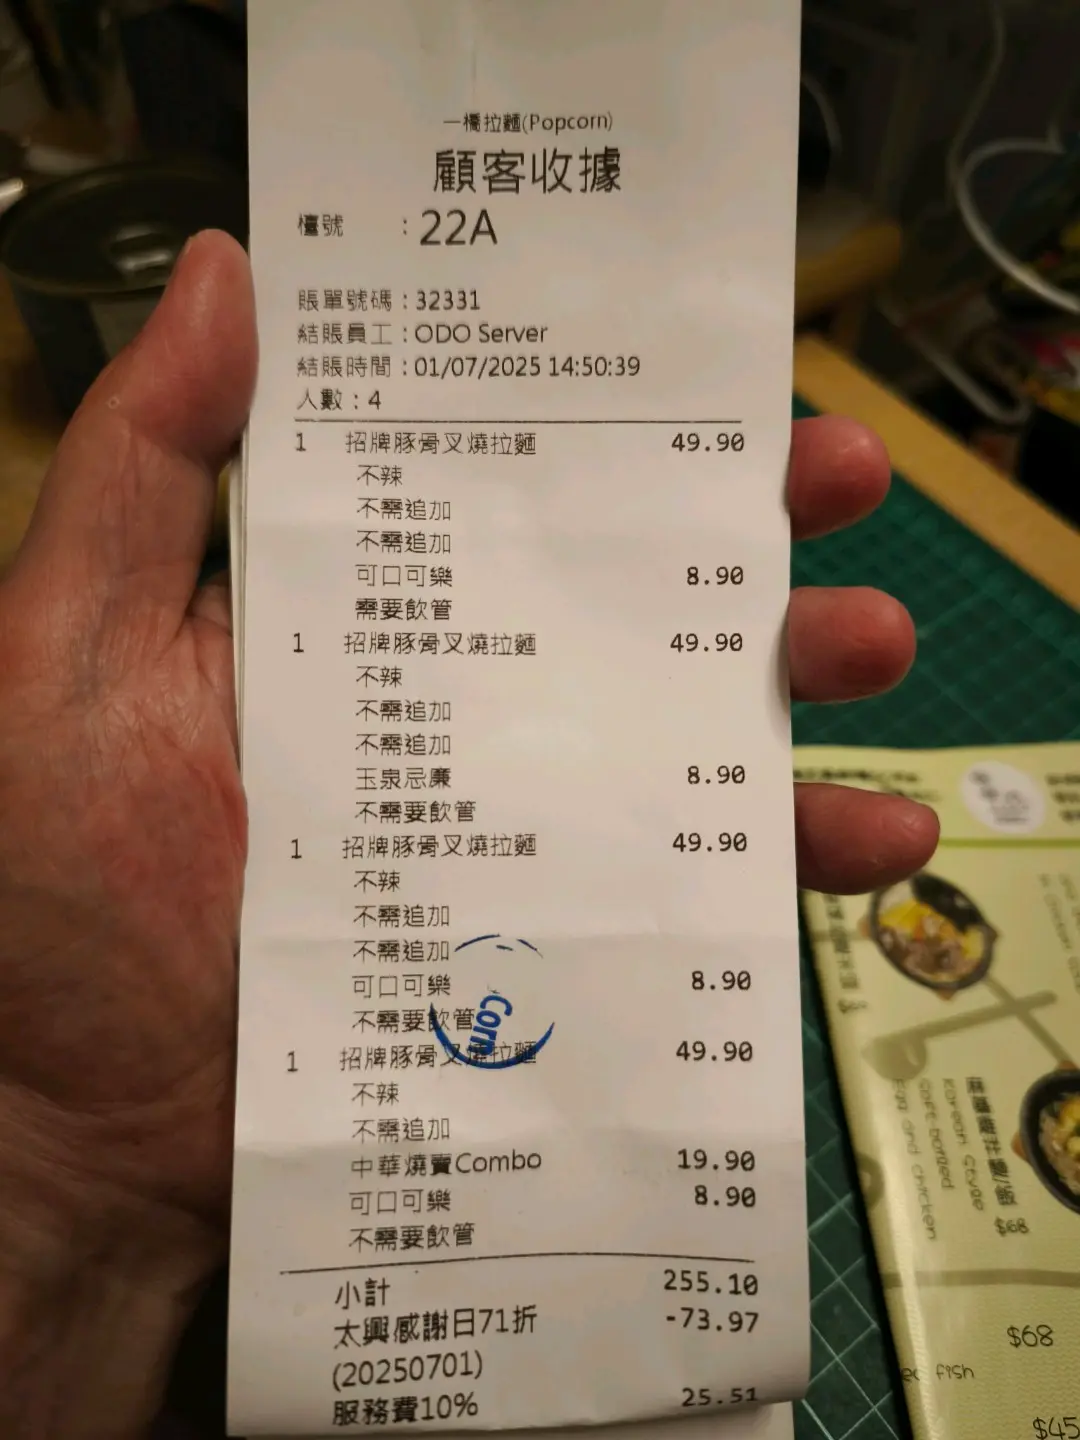 一橋拉麵(Popcorn)
顧客收據
檯號 : 22A
賬單號碼 : 32331
結賬員工 : ODO Server
結賬時間 : 01/07/2025 14:50:39
人數 : 4
1 招牌豚骨叉燒拉麵 49.90
不辣
不需追加
不需追加
可口可樂 8.90
需要飲管
1 招牌豚骨叉燒拉麵 49.90
不辣
不需追加
不需追加
玉泉忌廉 8.90
不需要飲管
1 招牌豚骨叉燒拉麵 49.90
不辣
不需追加
不需追加
可口可樂 8.90
不需要飲管
Corn
1 招牌豚骨叉燒拉麵 49.90
不辣
不需追加
中華燒賣Combo 19.90
可口可樂 8.90
不需要飲管
小計 255.10
太興感謝日71折 -73.97
(20250701)
服務費10% 25.51
$68
$68
fish
$45